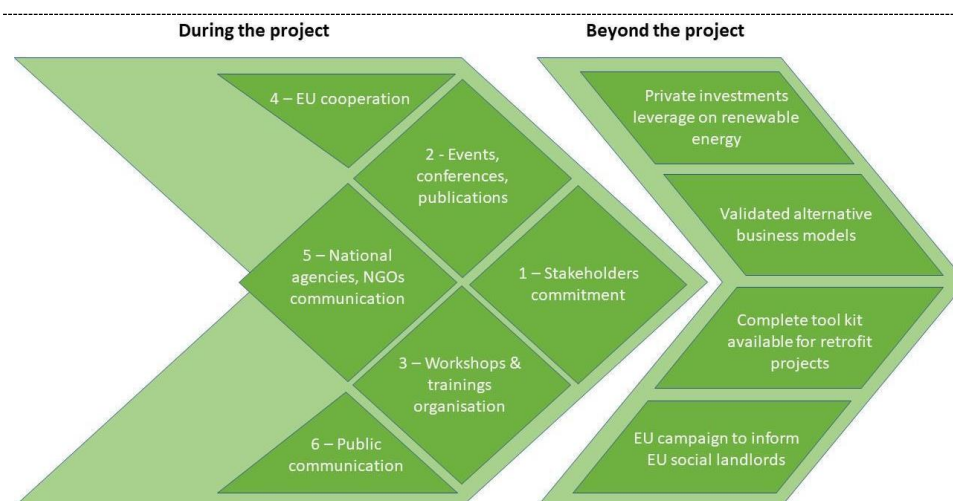 During the project
Beyond the project
4 – EU cooperation
2 - Events,
conferences,
publications
5 – National
agencies, NGOs
communication
1 – Stakeholders
commitment
3 – Workshops &
trainings
organisation
6 – Public
communication
Private investments
leverage on renewable
energy
Validated alternative
business models
Complete tool kit
available for retrofit
projects
EU campaign to inform
EU social landlords